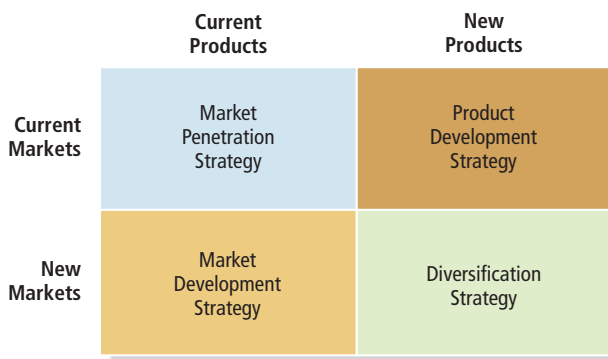 Current
Products
New
Products
Current
Markets
Market
Penetration
Strategy
Product
Development
Strategy
New
Markets
Market
Development
Strategy
Diversification
Strategy